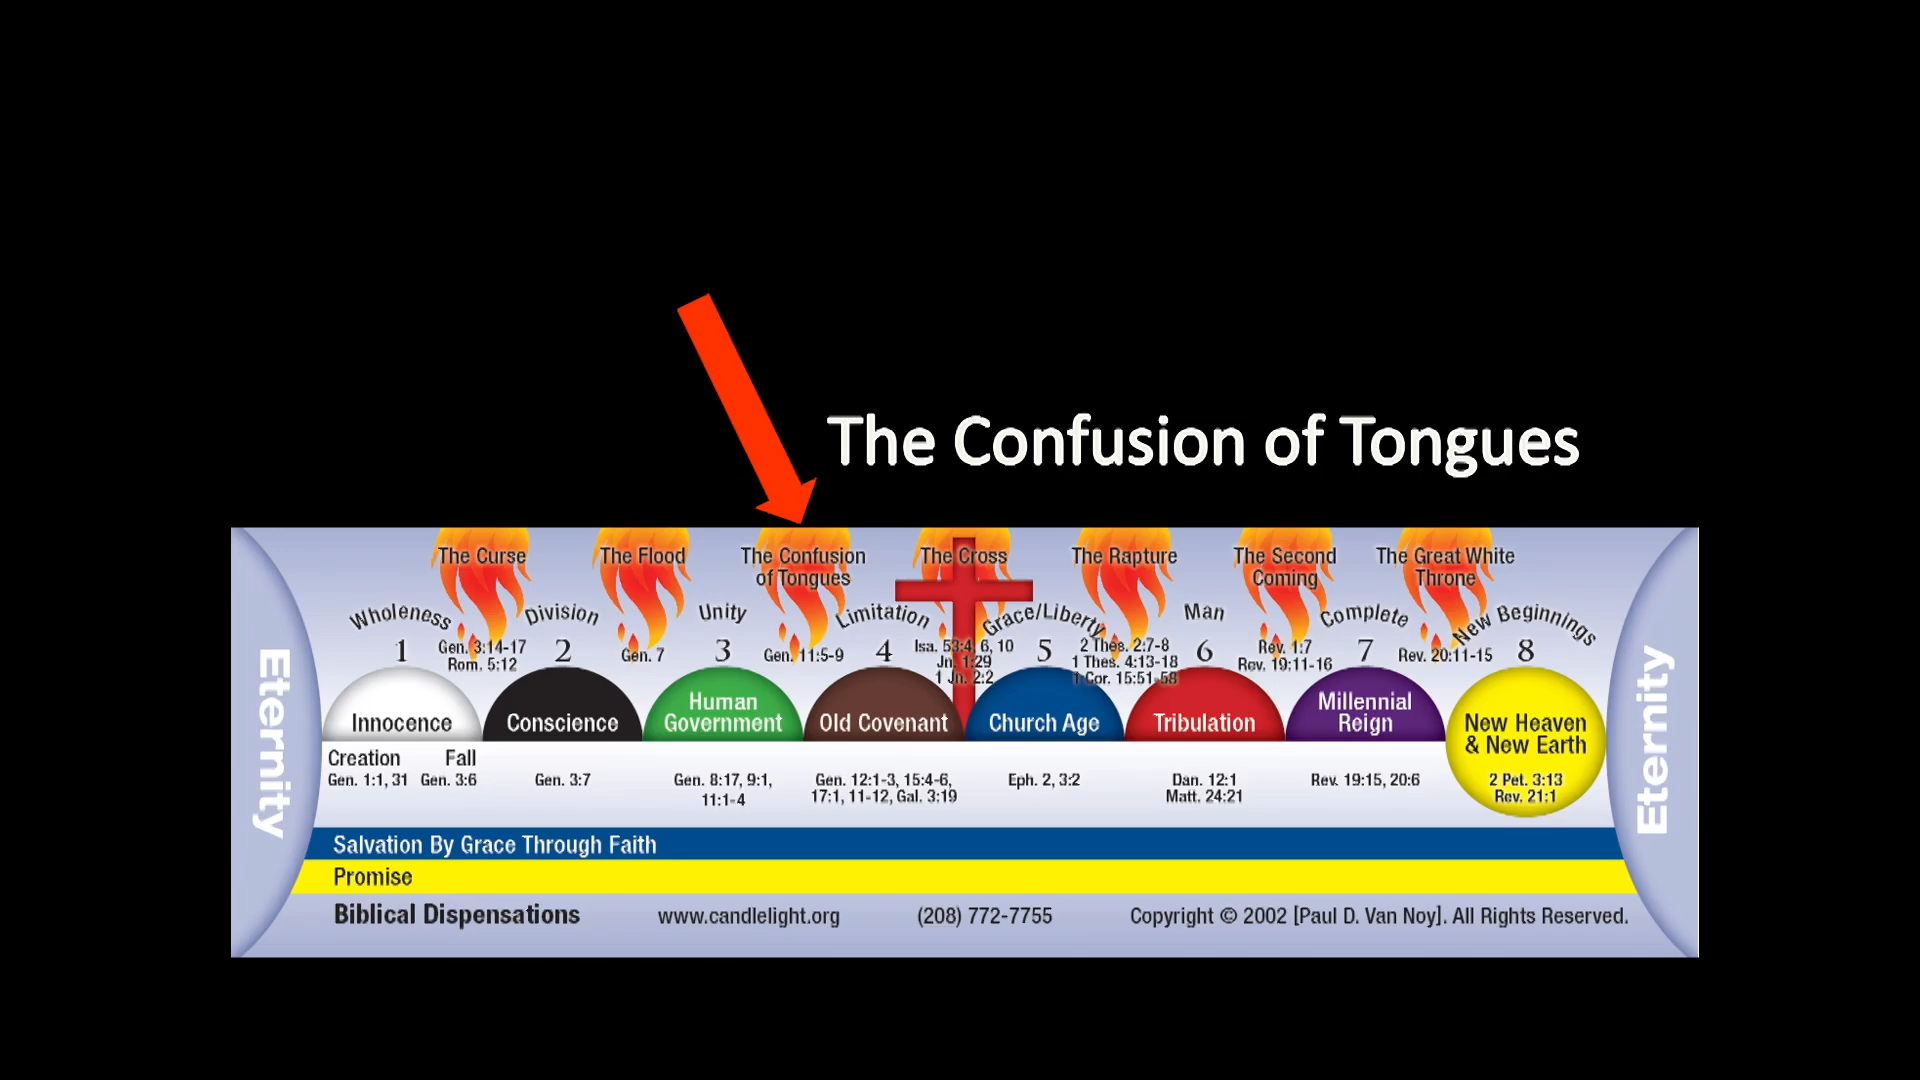 The Confusion of Tongues
The Curse
The Flood
The Confusion
of Tongues
The Cross
The Rapture
The Second
Coming
The Great White
Throne
Wholeness
Division
Unity
Limitation
Grace/Liberty
Man
Complete
New Beginnings
1
Gen. 3:14-17
Rom. 5:12
2
Gen. 7
3
Gen. 11:5-9
4
Isa. 53:4, 6, 10
Jn. 1:29
1 Jn. 2:2
5
2 Thes. 2:7-8
1 Thes. 4:13-18
1 Cor. 15:51-58
6
Rev. 1:7
Rev. 19:11-16
7
Rev. 20:11-15
8
Eternity
Innocence
Conscience
Human
Government
Old Covenant
Church Age
Tribulation
Millennial
Reign
New Heaven
& New Earth
Eternity
Creation
Gen. 1:1, 31
Fall
Gen. 3:6
Gen. 3:7
Gen. 8:17, 9:1,
11:1-4
Gen. 12:1-3, 15:4-6,
17:1, 11-12, Gal. 3:19
Eph. 2, 3:2
Dan. 12:1
Matt. 24:21
Rev. 19:15, 20:6
2 Pet. 3:13
Rev. 21:1
Salvation By Grace Through Faith
Promise
Biblical Dispensations
www.candlelight.org
(208) 772-7755
Copyright © 2002 [Paul D. Van Noy]. All Rights Reserved.